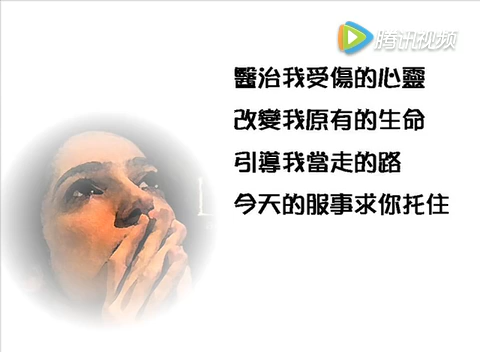 腾讯视频
醫治我受傷的心靈
改變我原有的生命
引導我當走的路
今天的服事求你托住